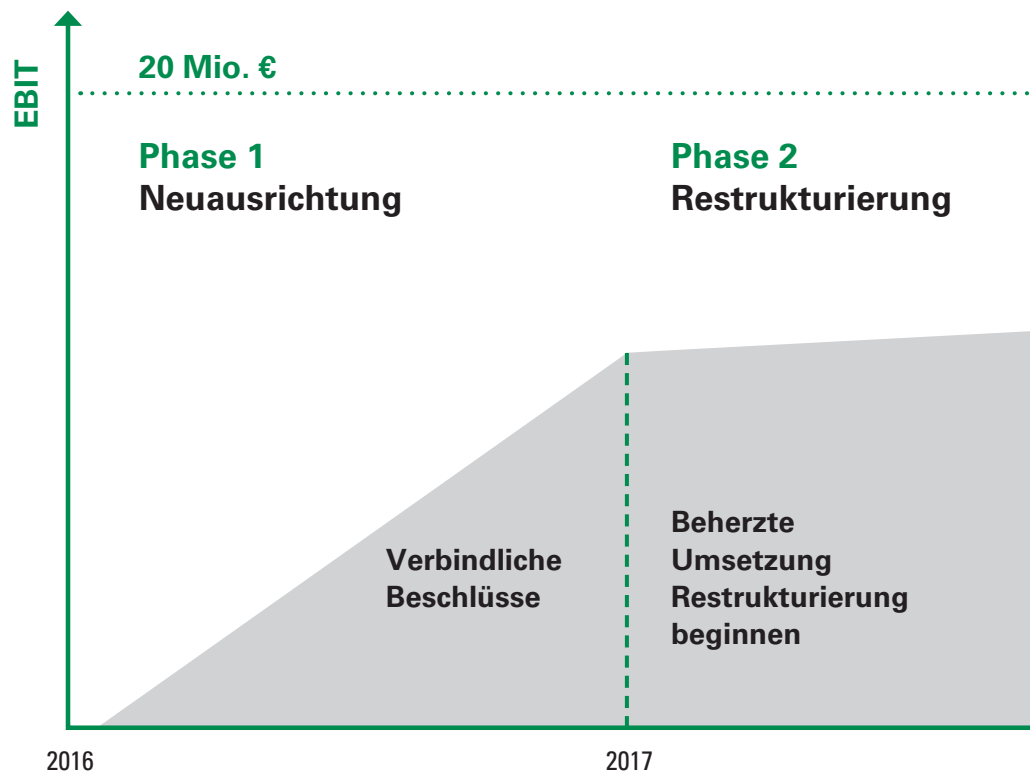 EBIT
20 Mio. €
Phase 1
Neuausrichtung
Phase 2
Restrukturierung
Verbindliche
Beschlüsse
Beherzte
Umsetzung
Restrukturierung
beginnen
2016
2017